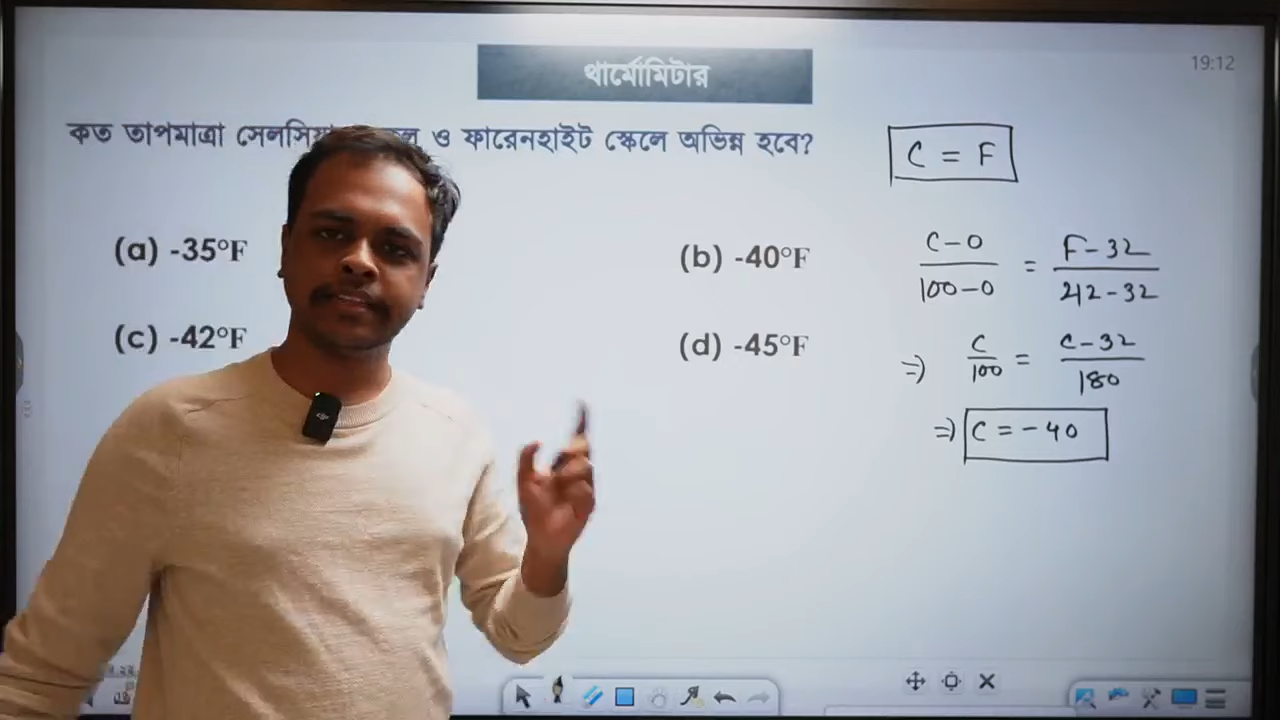 থার্মোমিটার
19:12
কত তাপমাত্রা ও ফারেনহাইট স্কেলে অভিন্ন হবে?
(a) -35°F
(b) -40°F
(c) -42°F
(d) -45°F
C = F
C-0 / 100-0 = F-32 / 212-32
=> C / 100 = C-32 / 180
=> C = -40